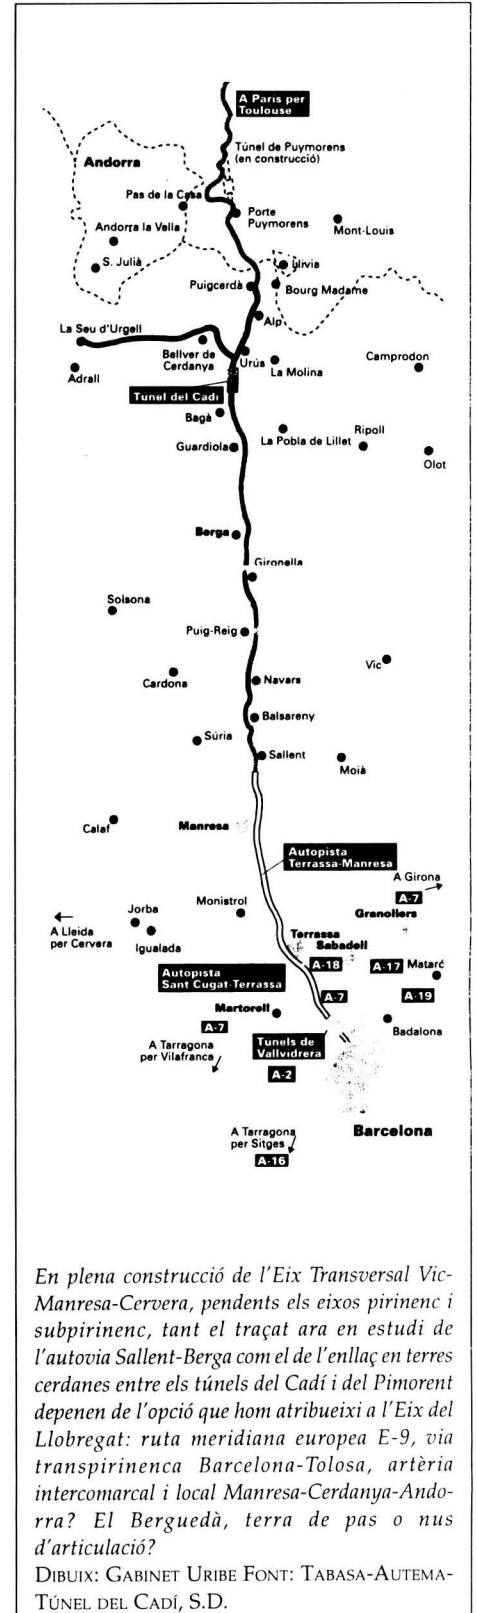 A Paris per
Toulouse
Túnel de Puymorens
(en construcció)
Andorra
Pas de la Casa
Porte
Puymorens
Mont-Louis
Andorra la Vella
S. Julià
Llivia
Puigcerdà
Bourg Madame
Alp
La Seu d'Urgell
Bellver de
Cerdanya
Urús
La Molina
Camprodon
Adrall
Tunel del Cadí
Bagà
Guardiola
La Pobla de Lillet
Ripoll
Olot
Berga
Gironella
Solsona
Puig-Reig
Vic
Cardona
Navars
Balsareny
Súria
Sallent
Moià
Calaf
Manresa
Autopista
Terrassa-Manresa
A Girona
A-7
Granollers
Monistrol
Jorba
A Lleida
per Cervera
Igualada
Terrassa
Sabadell
A-18
A-17
Mataró
Autopista
Sant Cugat-Terrassa
A-7
A-19
Martorell
A-7
Badalona
A Tarragona
per Vilafranca
Tunels de
Vallvidrera
A-2
A Tarragona
per Sitges
A-16
Barcelona
En plena construcció de l'Eix Transversal Vic-
Manresa-Cervera, pendents els eixos pirinenc i
subpirinenc, tant el traçat ara en estudi de
l'autovia Sallent-Berga com el de l'enllaç en terres
cerdanes entre els túnels del Cadí i del Pimorent
depenen de l'opció que hom atribueixi a l'Eix del
Llobregat: ruta meridiana europea E-9, via
transpirinenca Barcelona-Tolosa, artèria
intercomarcal i local Manresa-Cerdanya-Ando-
rra? El Berguedà, terra de pas o nus
d'articulació?
DIBUIX: GABINET URIBE FONT: TABASA-AUTEMA-
TÚNEL DEL CADÍ, S.D.